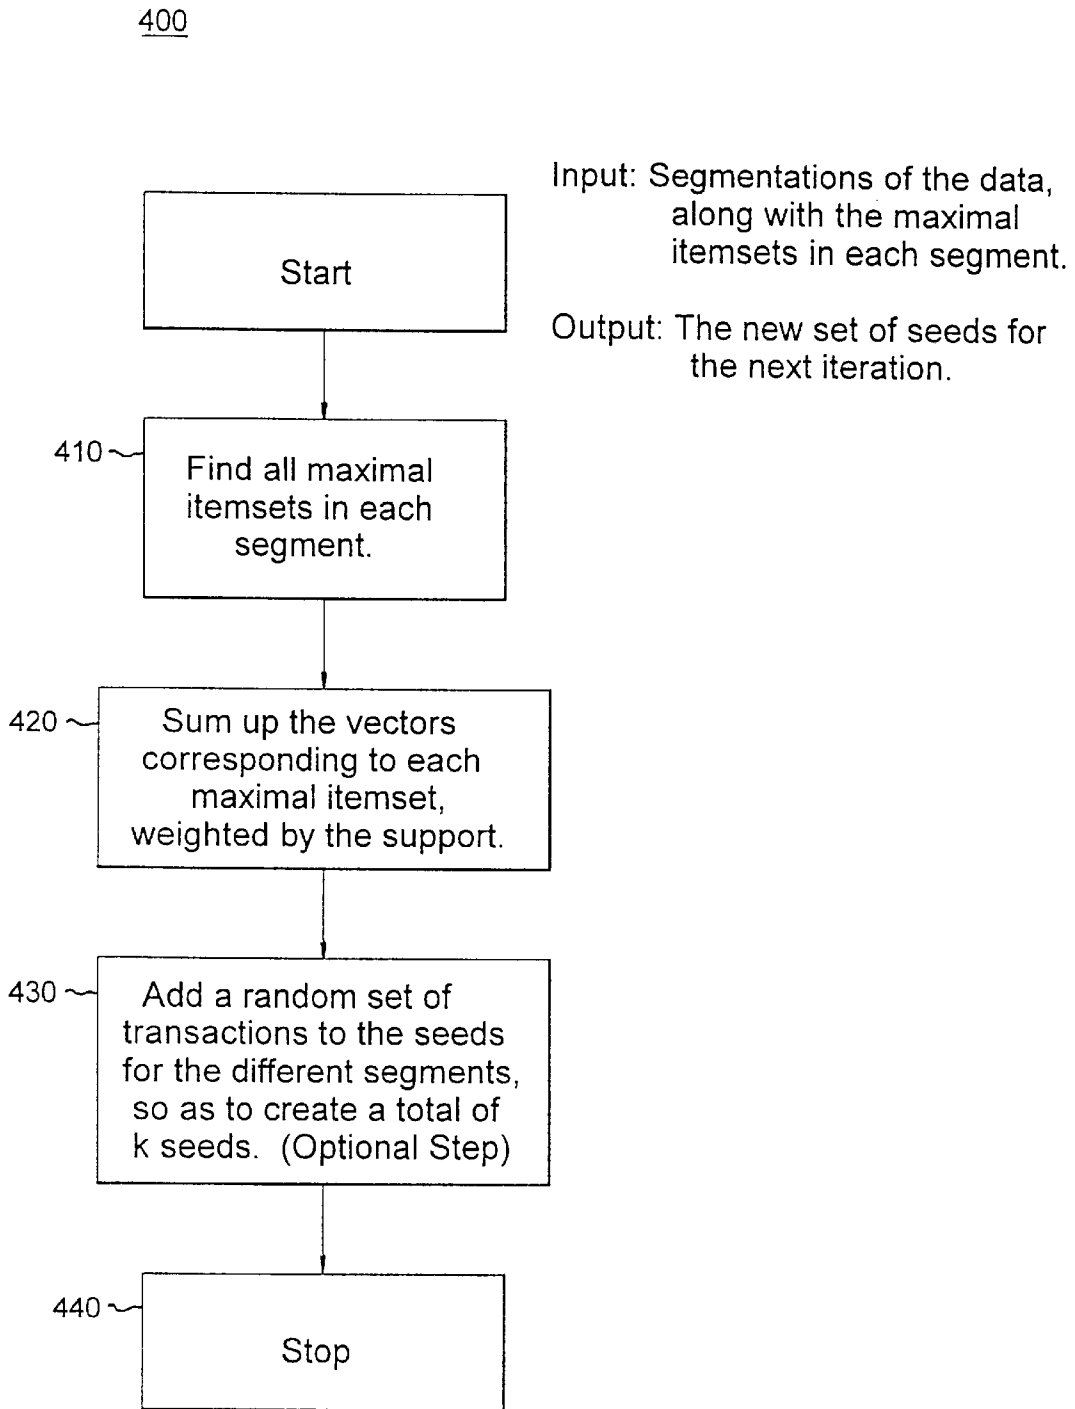 400
Input: Segmentations of the data,
along with the maximal
itemsets in each segment.
Output: The new set of seeds for
the next iteration.
Start
410
Find all maximal
itemsets in each
segment.
420
Sum up the vectors
corresponding to each
maximal itemset,
weighted by the support.
430
Add a random set of
transactions to the seeds
for the different segments,
so as to create a total of
k seeds. (Optional Step)
440
Stop